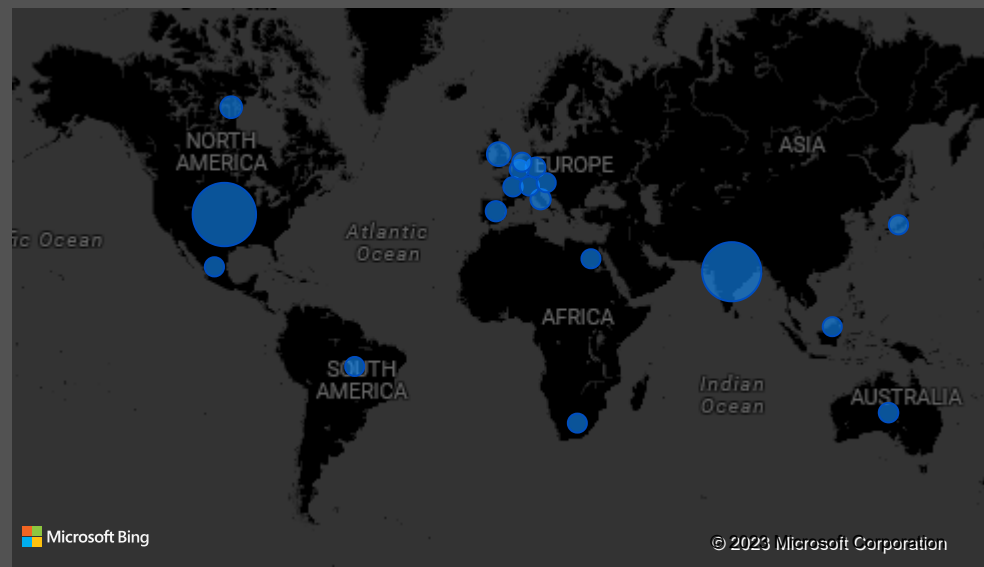 NORTH
AMERICA
EUROPE
ASIA
Atlantic
Ocean
ic Ocean
AFRICA
SOUTH
AMERICA
Indian
Ocean
AUSTRALIA
Microsoft Bing
© 2023 Microsoft Corporation